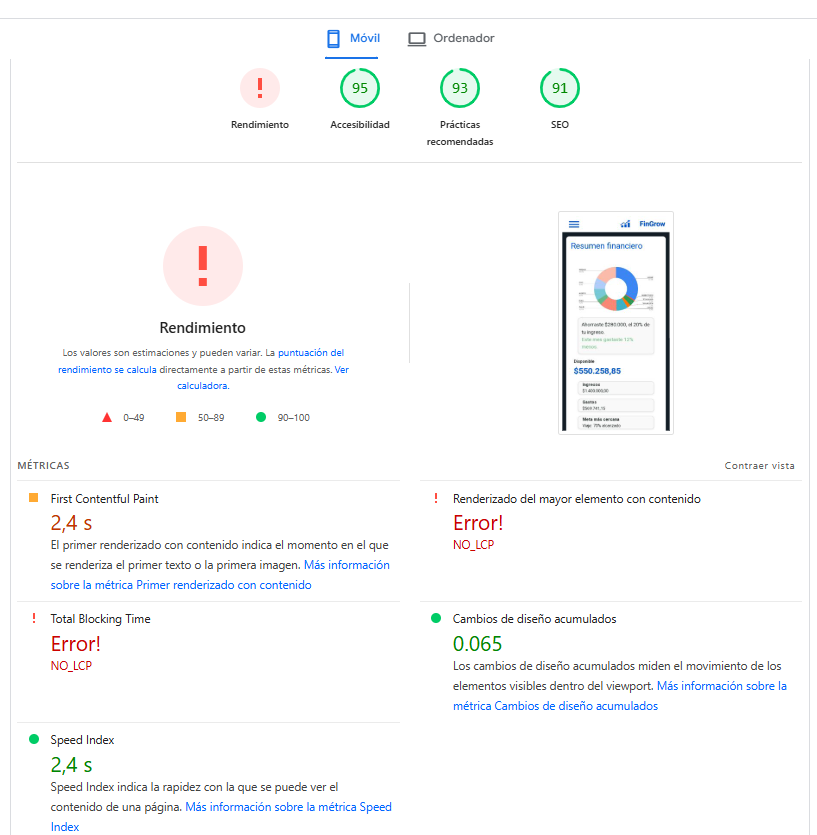 Móvil
Ordenador
95
93
91
Rendimiento
Accesibilidad
Prácticas
recomendadas
SEO
FinGrow
Resumen financiero
Ahorraste $280.000, el 20% de
tu ingreso.
Este mes gastaste 12%
menos.
Disponible
$550.258,85
Ingresos
$1.400.000,00
Gastos
$569.741,15
Meta más cercana
Viaje: 75% avanzado
Rendimiento
Los valores son estimaciones y pueden variar. La puntuación del
rendimiento se calcula directamente a partir de estas métricas. Ver
calculadora.
0–49
50–89
90–100
MÉTRICAS
Contraer vista
First Contentful Paint
2,4 s
El primer renderizado con contenido indica el momento en el que
se renderiza el primer texto o la primera imagen. Más información
sobre la métrica Primer renderizado con contenido
Renderizado del mayor elemento con contenido
Error!
NO_LCP
Total Blocking Time
Error!
NO_LCP
Cambios de diseño acumulados
0.065
Los cambios de diseño acumulados miden el movimiento de los
elementos visibles dentro del viewport. Más información sobre la
métrica Cambios de diseño acumulados
Speed Index
2,4 s
Speed Index indica la rapidez con la que se puede ver el
contenido de una página. Más información sobre la métrica Speed
Index